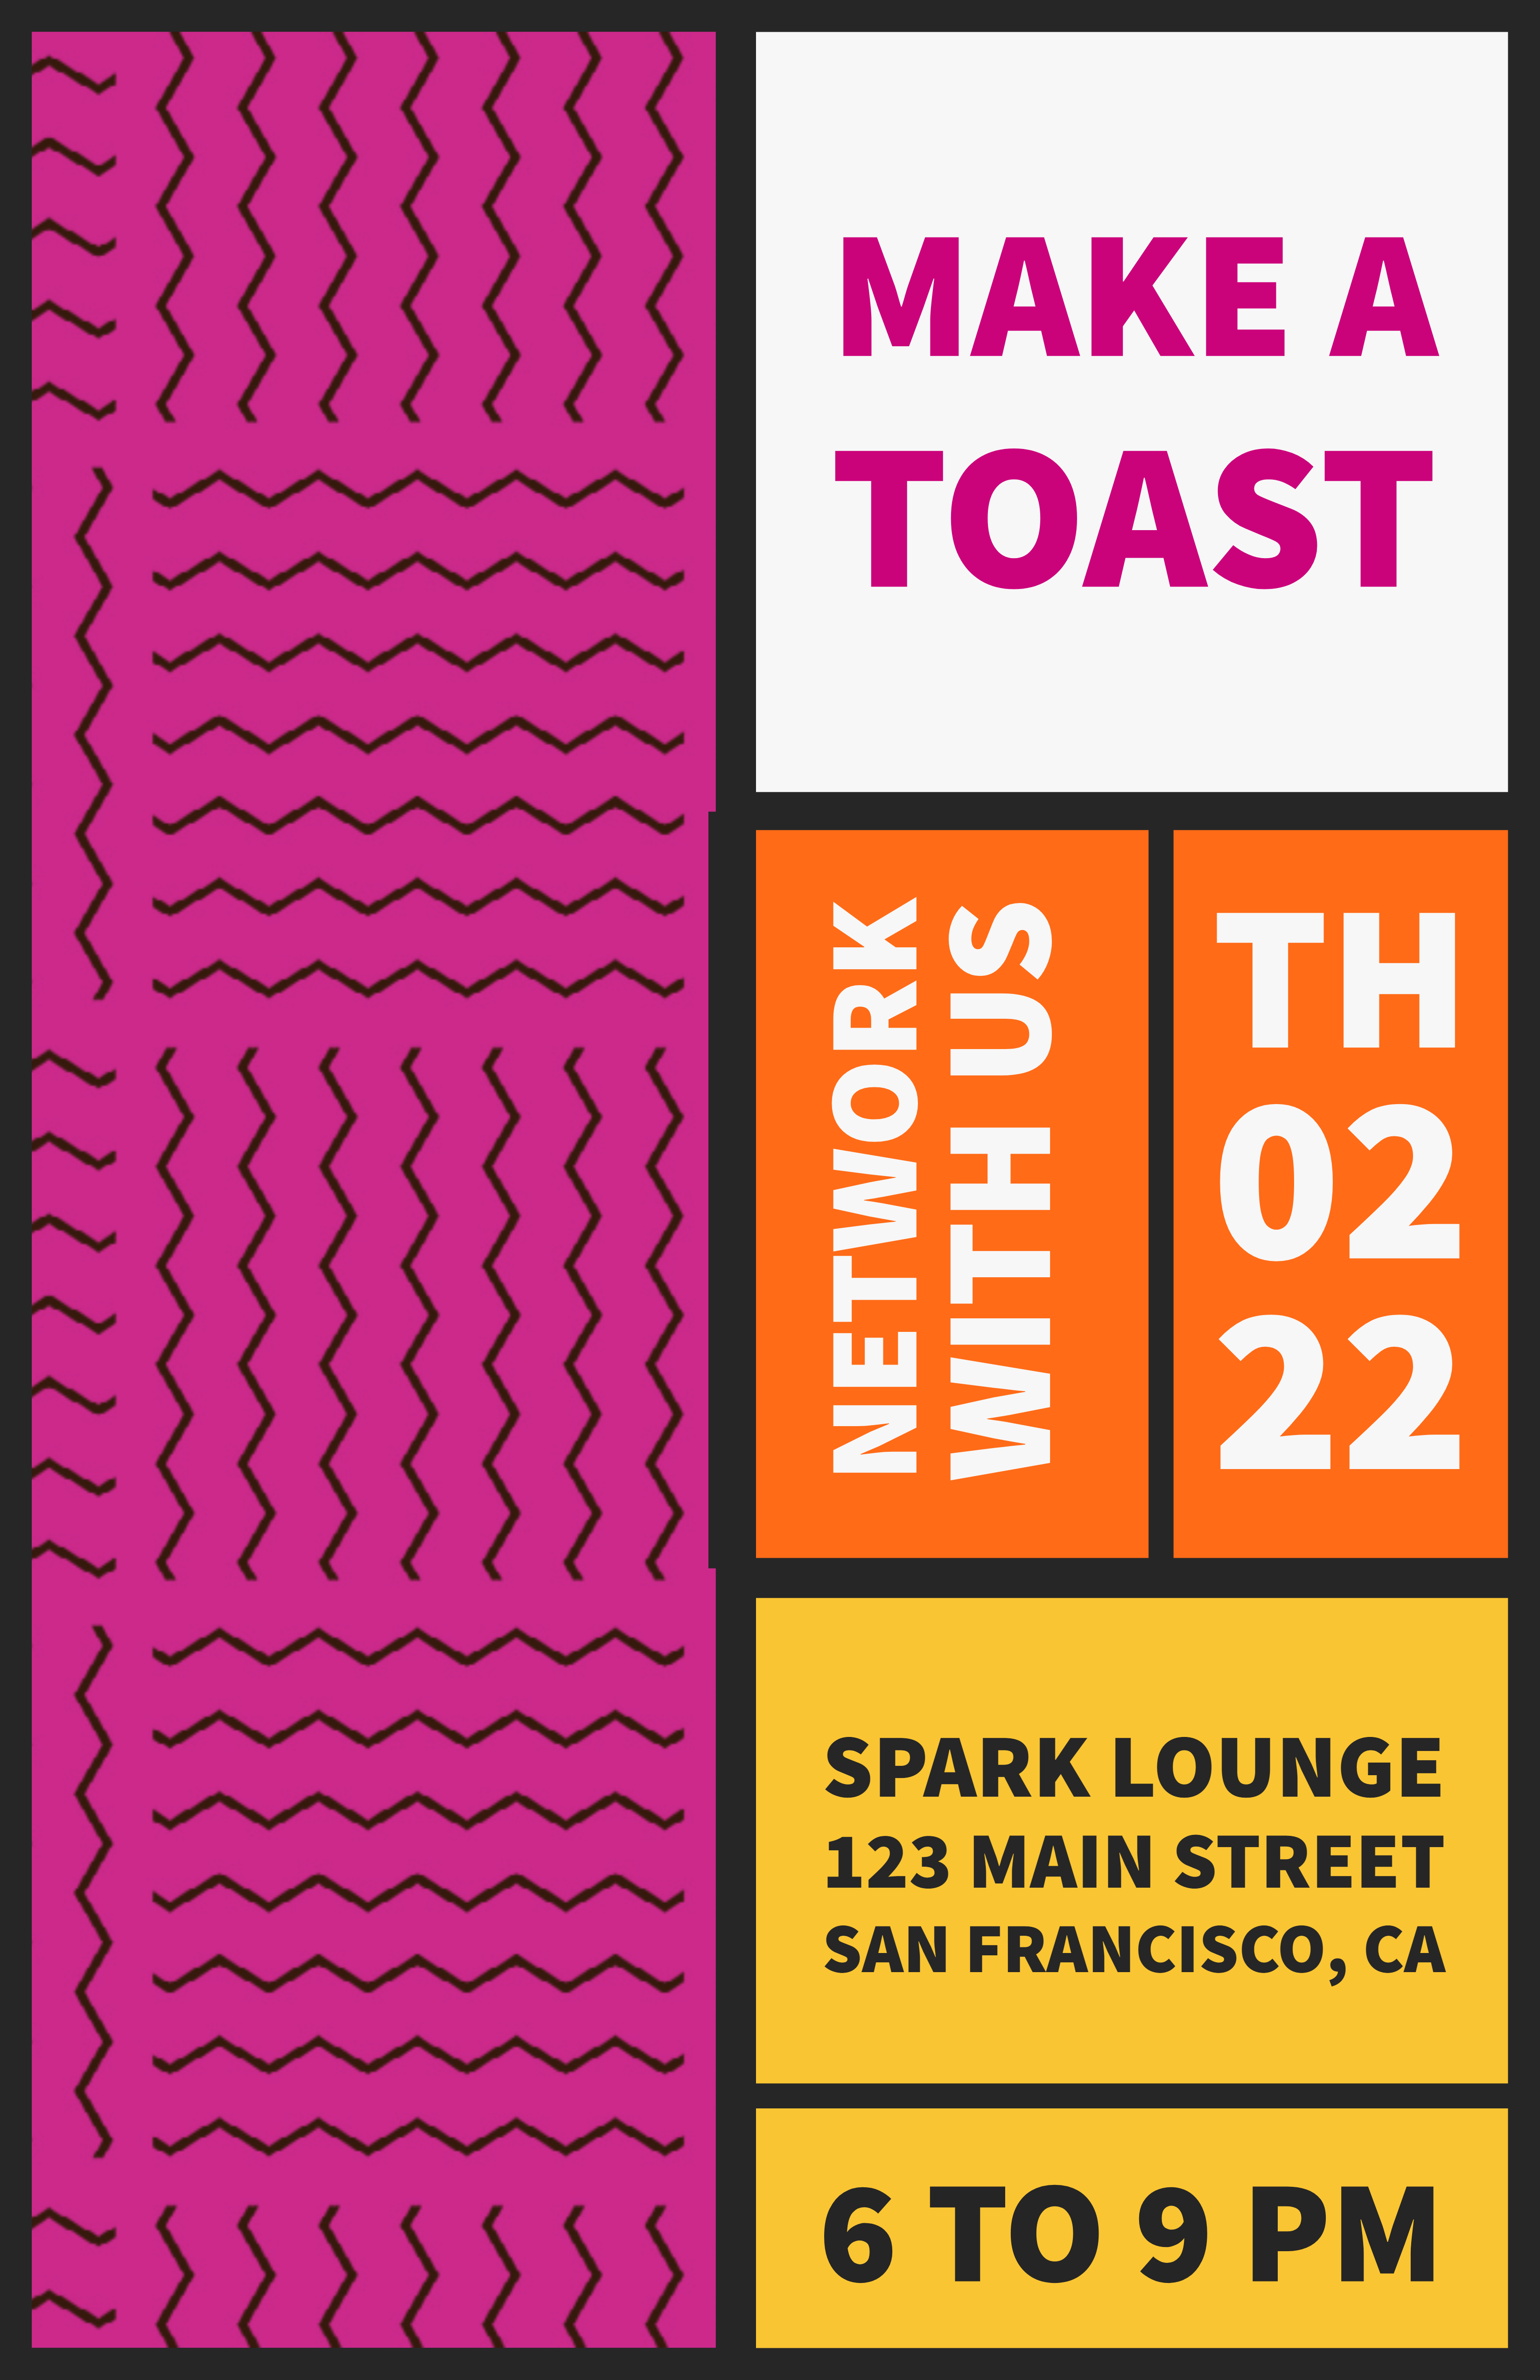 MAKE A
TOAST
NETWORK
WITH US
TH
02
22
SPARK LOUNGE
123 MAIN STREET
SAN FRANCISCO, CA
6 TO 9 PM